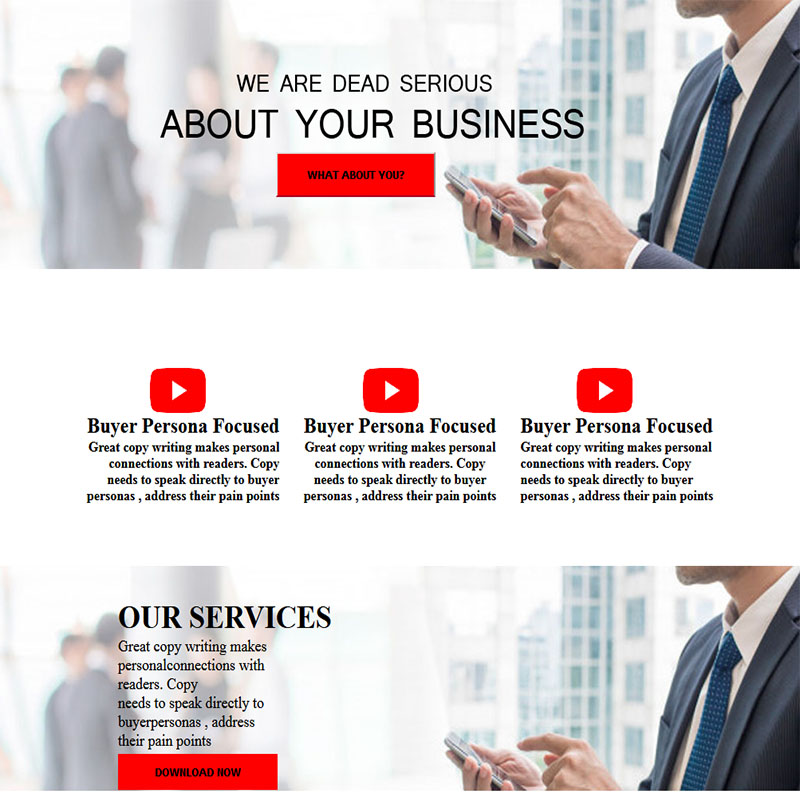 WE ARE DEAD SERIOUS
ABOUT YOUR BUSINESS
WHAT ABOUT YOU?
Buyer Persona Focused
Great copy writing makes personal
connections with readers. Copy
needs to speak directly to buyer
personas , address their pain points
Buyer Persona Focused
Great copy writing makes personal
connections with readers. Copy
needs to speak directly to buyer
personas , address their pain points
Buyer Persona Focused
Great copy writing makes personal
connections with readers. Copy
needs to speak directly to buyer
personas , address their pain points
OUR SERVICES
Great copy writing makes
personalconnections with
readers. Copy
needs to speak directly to
buyerpersonas , address
their pain points
DOWNLOAD NOW